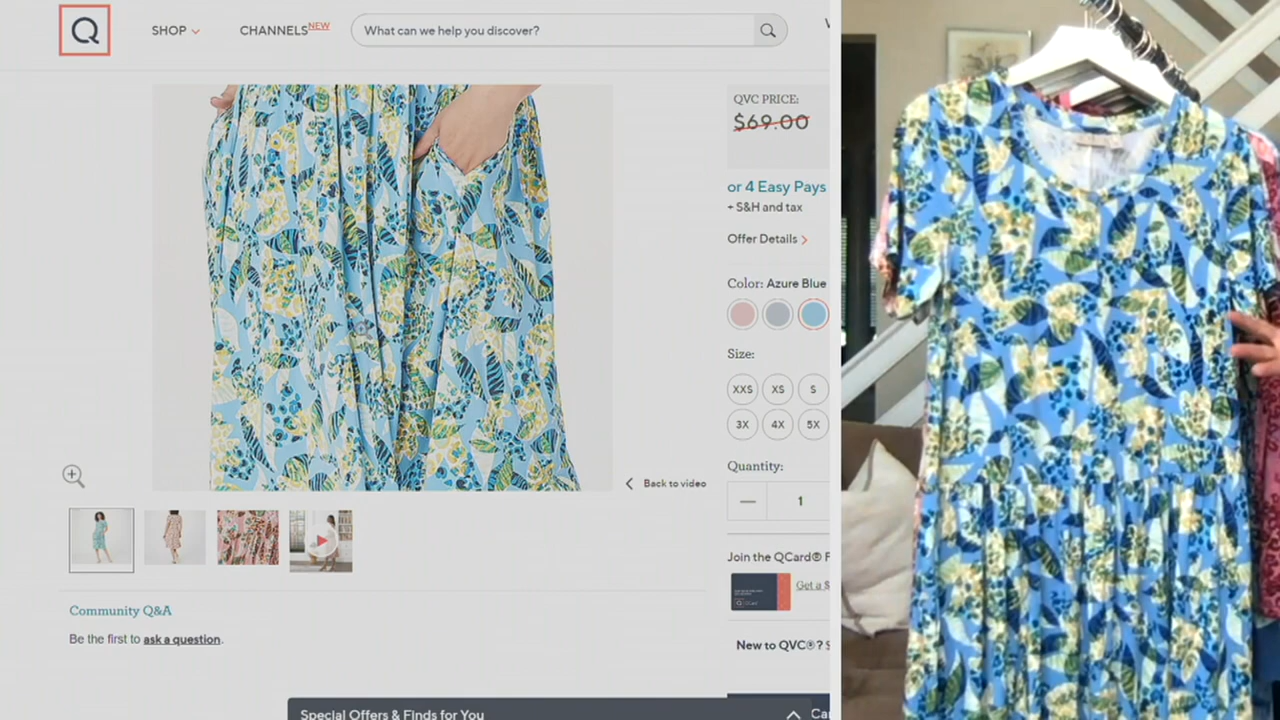 Q
SHOP
CHANNELS NEW
What can we help you discover?
QVC PRICE:
$69.00
or 4 Easy Pays
+ S&H and tax
Offer Details
Color: Azure Blue
Size:
XXS XS S
3X 4X 5X
Quantity:
1
Back to video
Join the QCard®
Get a $
New to QVC®?
Community Q&A
Be the first to ask a question.
Special Offers & Finds for You